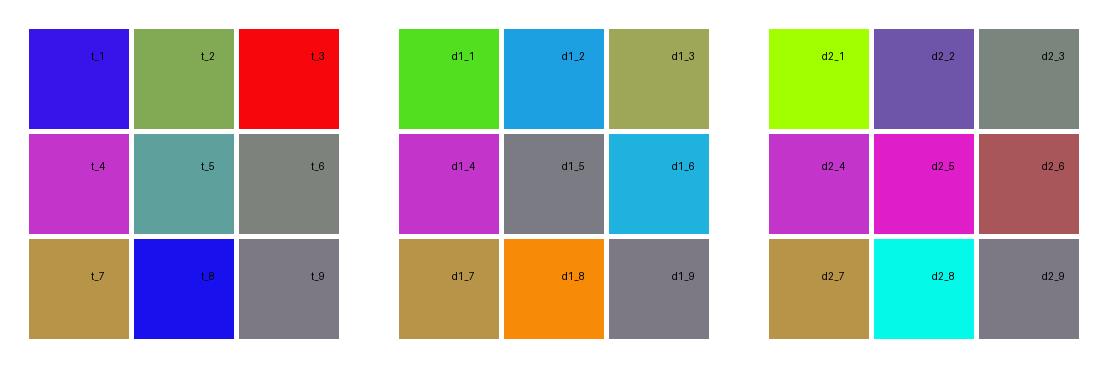 t_1 t_2 t_3 d1_1 d1_2 d1_3 d2_1 d2_2 d2_3
t_4 t_5 t_6 d1_4 d1_5 d1_6 d2_4 d2_5 d2_6
t_7 t_8 t_9 d1_7 d1_8 d1_9 d2_7 d2_8 d2_9